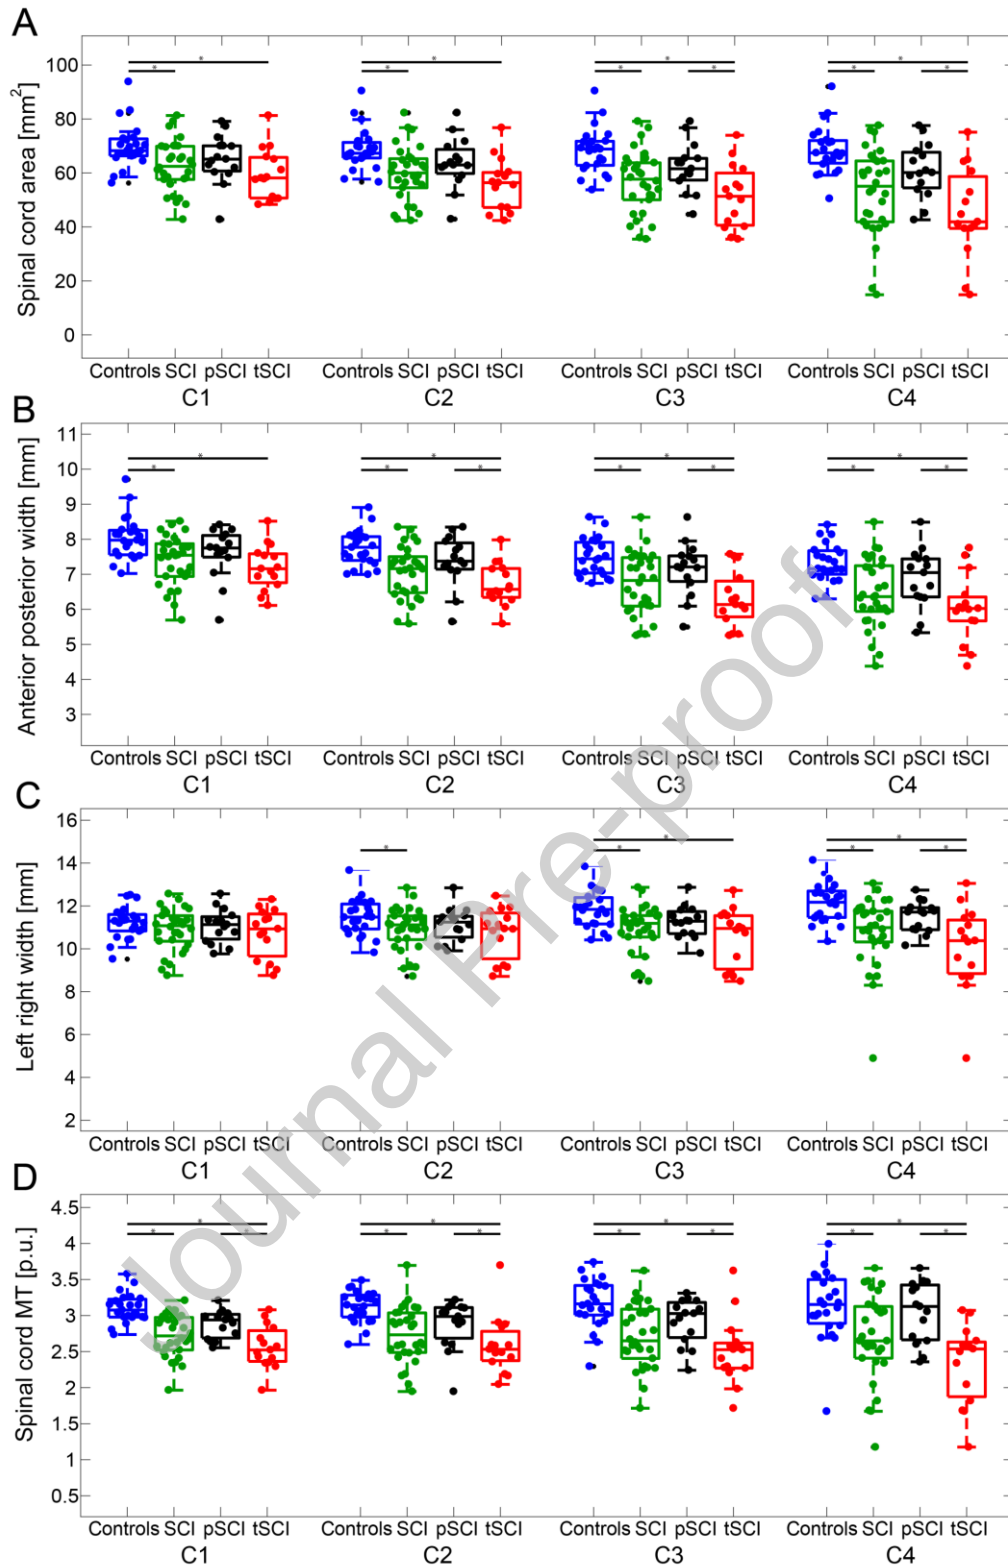 A
Spinal cord area [mm²]
100
80
60
40
20
0
* * * * * * * * * *
Controls SCI pSCI tSCI Controls SCI pSCI tSCI Controls SCI pSCI tSCI Controls SCI pSCI tSCI
C1 C2 C3 C4
B
Anterior posterior width [mm]
11
10
9
8
7
6
5
4
3
* * * * * * * * * * *
Controls SCI pSCI tSCI Controls SCI pSCI tSCI Controls SCI pSCI tSCI Controls SCI pSCI tSCI
C1 C2 C3 C4
C
Left right width [mm]
16
14
12
10
8
6
4
2
* * * * * *
Controls SCI pSCI tSCI Controls SCI pSCI tSCI Controls SCI pSCI tSCI Controls SCI pSCI tSCI
C1 C2 C3 C4
D
Spinal cord MT [p.u.]
4.5
4
3.5
3
2.5
2
1.5
1
0.5
* * * * * * * * * * * *
Controls SCI pSCI tSCI Controls SCI pSCI tSCI Controls SCI pSCI tSCI Controls SCI pSCI tSCI
C1 C2 C3 C4
Journal Pre-proof